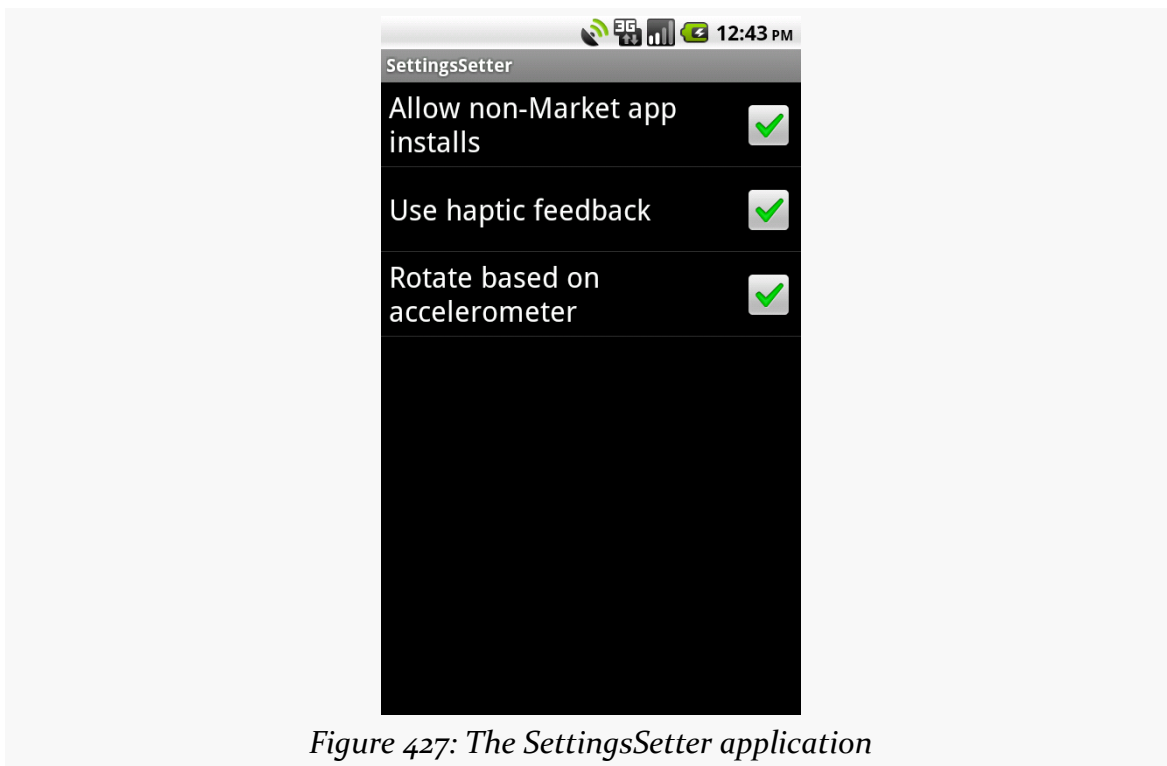 3G
12:43 PM
SettingsSetter
Allow non-Market app
installs
Use haptic feedback
Rotate based on
accelerometer
Figure 427: The SettingsSetter application